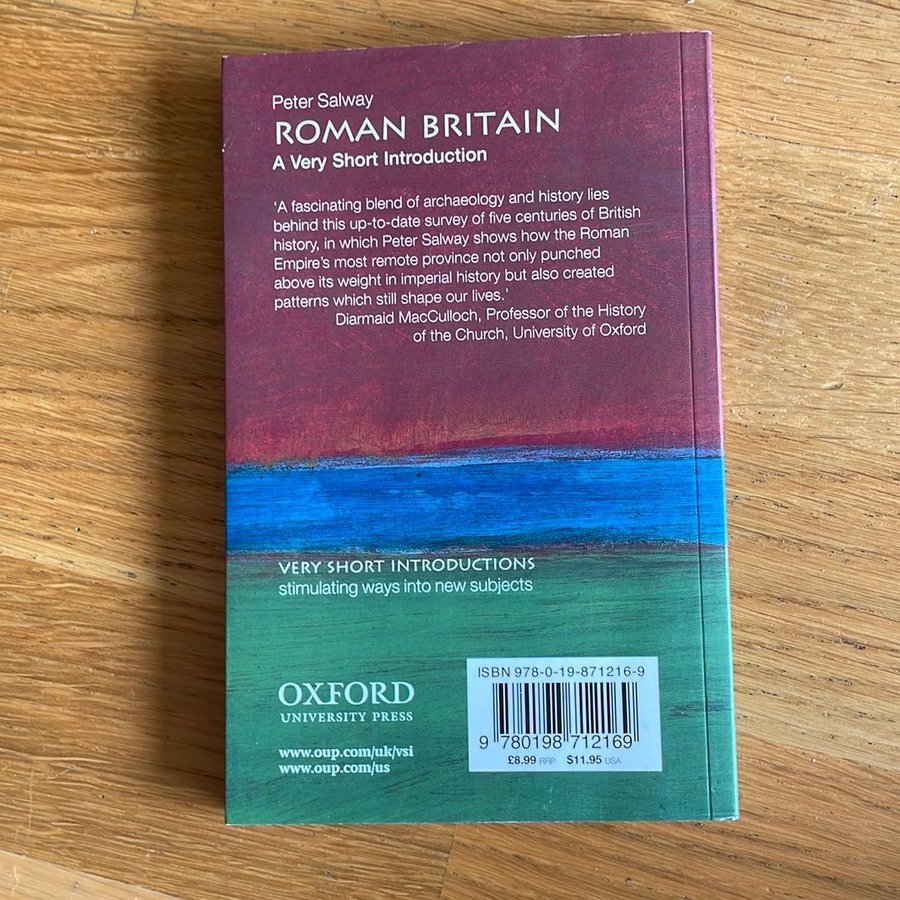 Peter Salway
ROMAN BRITAIN
A Very Short Introduction
'A fascinating blend of archaeology and history lies
behind this up-to-date survey of five centuries of British
history, in which Peter Salway shows how the Roman
Empire's most remote province not only punched
above its weight in imperial history but also created
patterns which still shape our lives.'
Diarmaid MacCulloch, Professor of the History
of the Church, University of Oxford
VERY SHORT INTRODUCTIONS
stimulating ways into new subjects
OXFORD
UNIVERSITY PRESS
www.oup.com/uk/vsi
www.oup.com/us
ISBN 978-0-19-871216-9
9 780198 712169
£8.99 RRP $11.95 USA